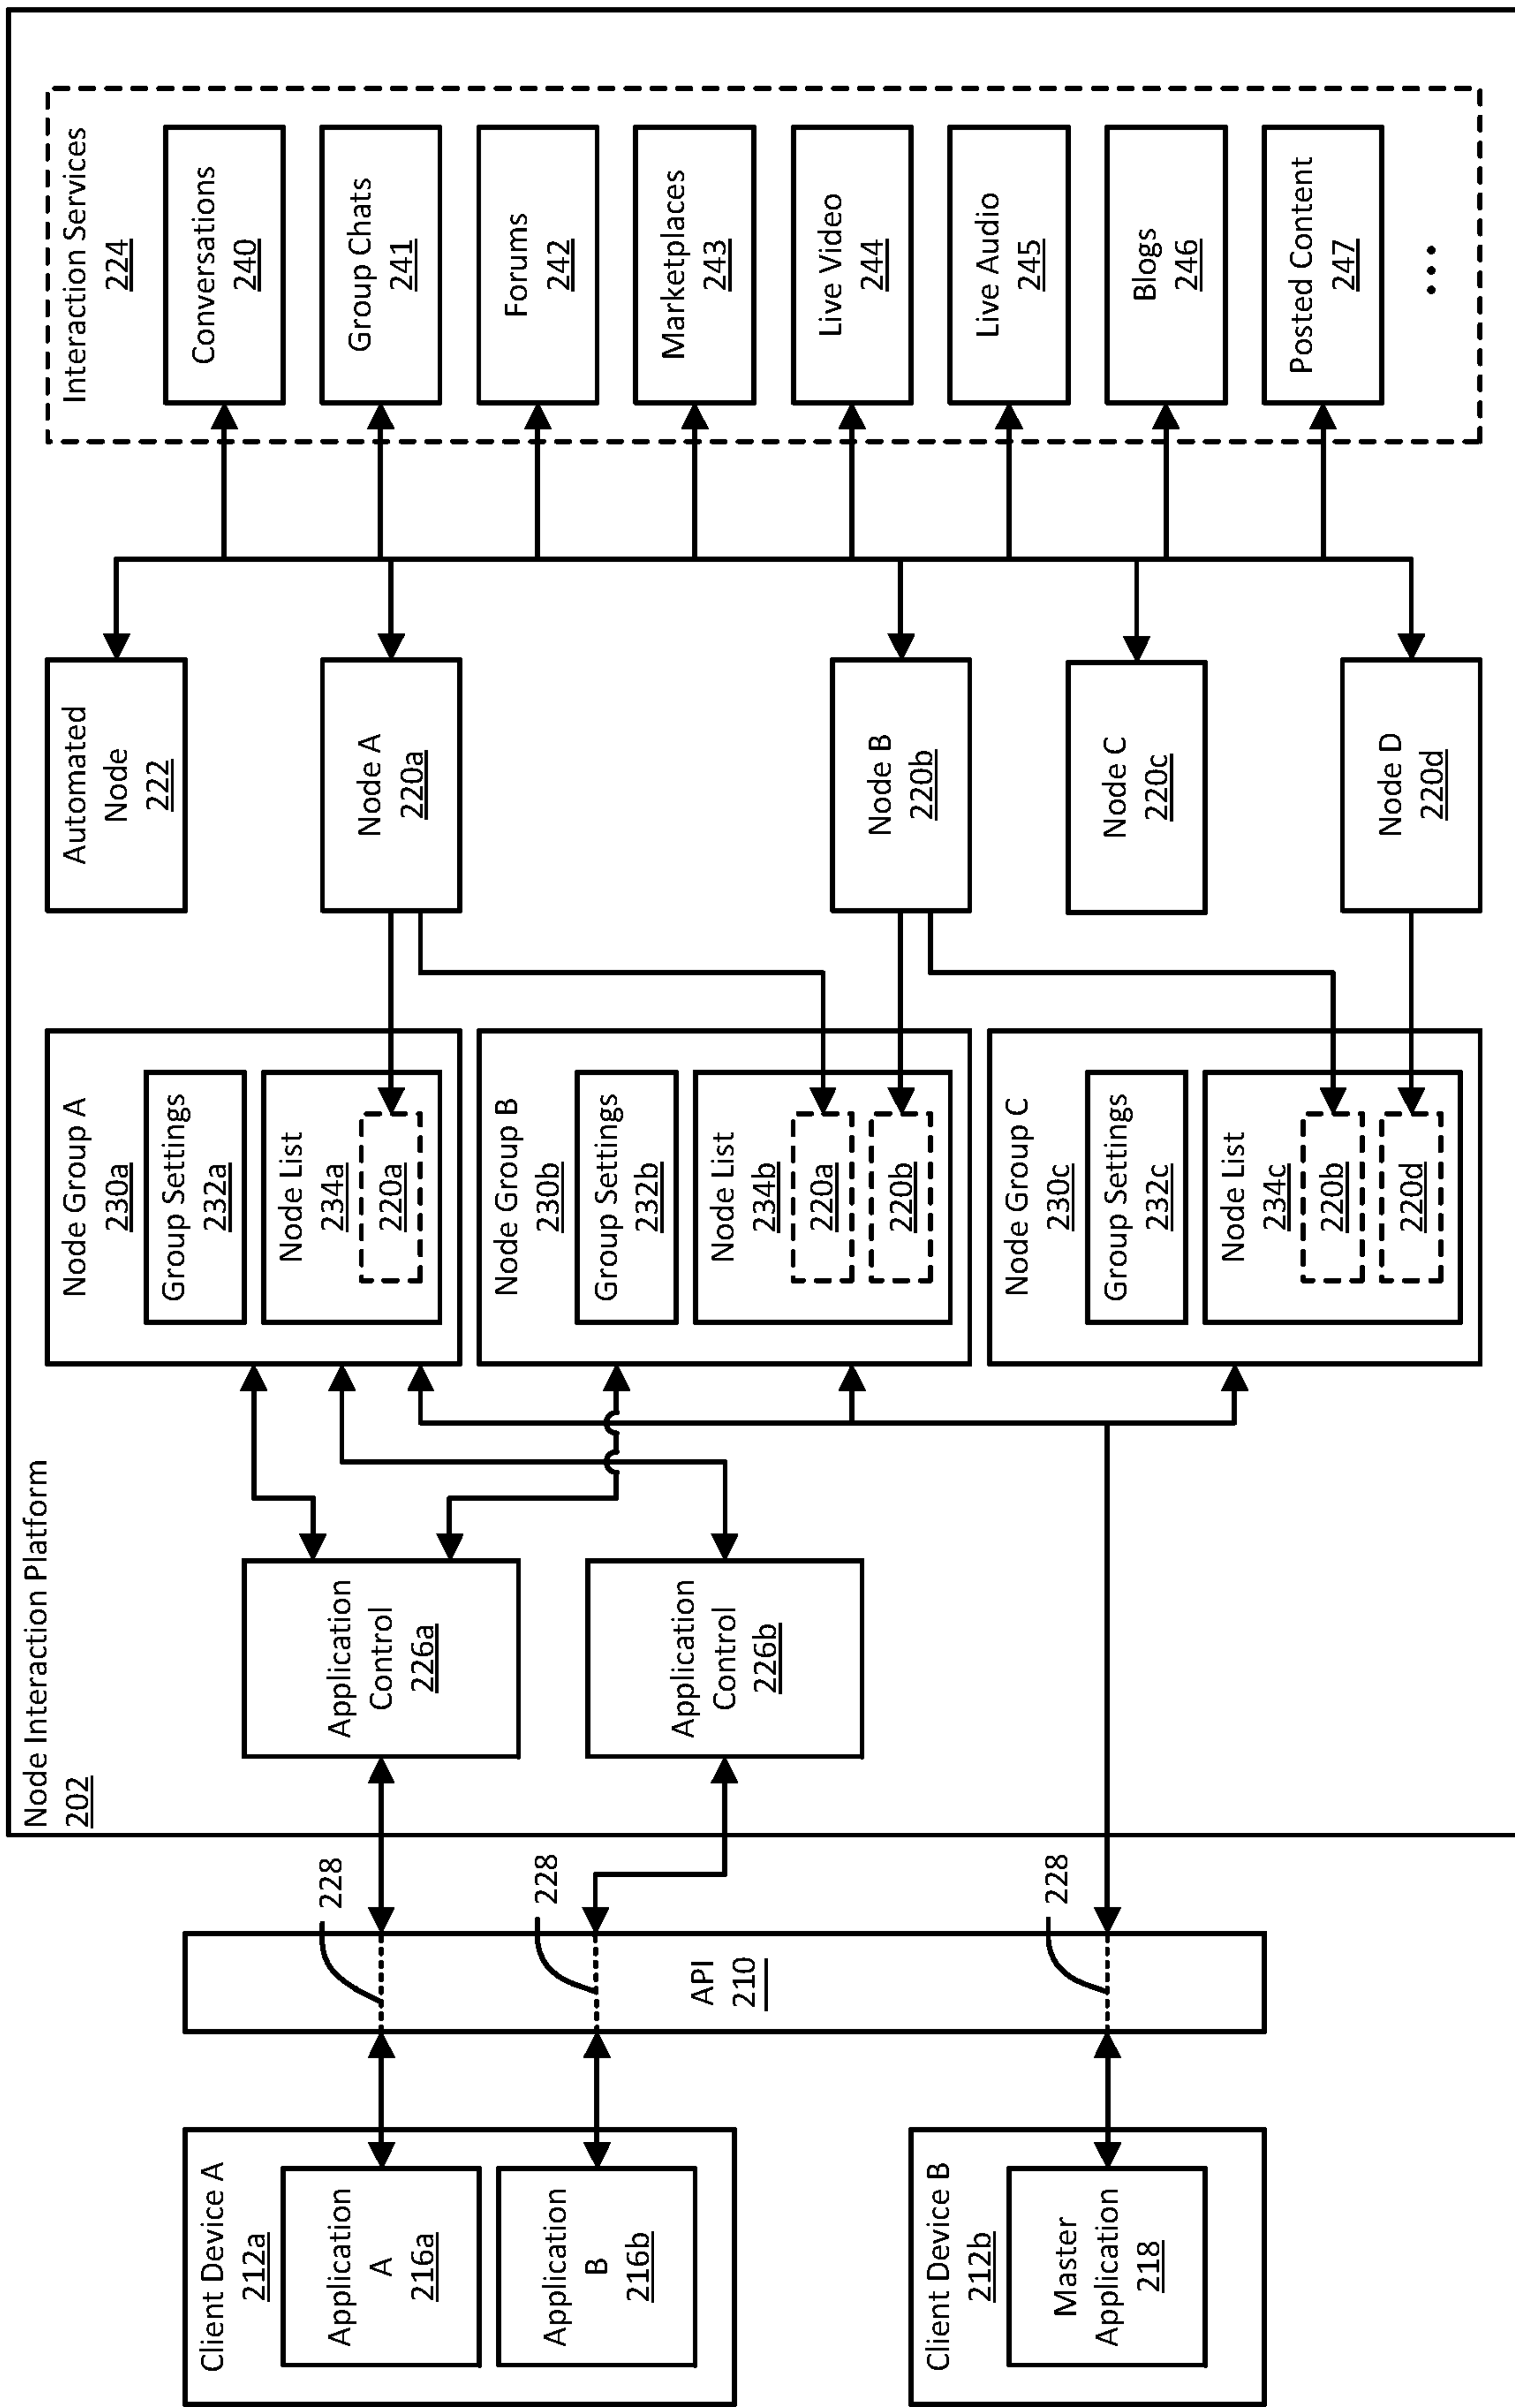 Node Interaction Platform
202
Client Device A
212a
Application
A
216a
Application
B
216b
Client Device B
212b
Master
Application
218
API
210
228
228
228
Application
Control
226a
Application
Control
226b
Node Group A
230a
Group Settings
232a
Node List
234a
220a
Node Group B
230b
Group Settings
232b
Node List
234b
220a
220b
Node Group C
230c
Group Settings
232c
Node List
234c
220b
220d
Automated
Node
222
Node A
220a
Node B
220b
Node C
220c
Node D
220d
Interaction Services
224
Conversations
240
Group Chats
241
Forums
242
Marketplaces
243
Live Video
244
Live Audio
245
Blogs
246
Posted Content
247
...